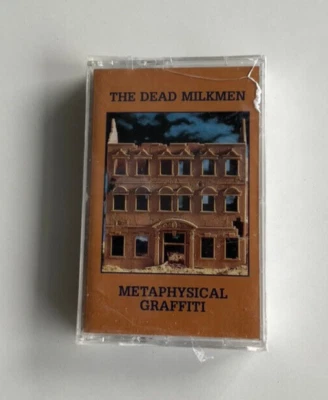 THE DEAD MILKMEN
METAPHYSICAL
GRAFFITI